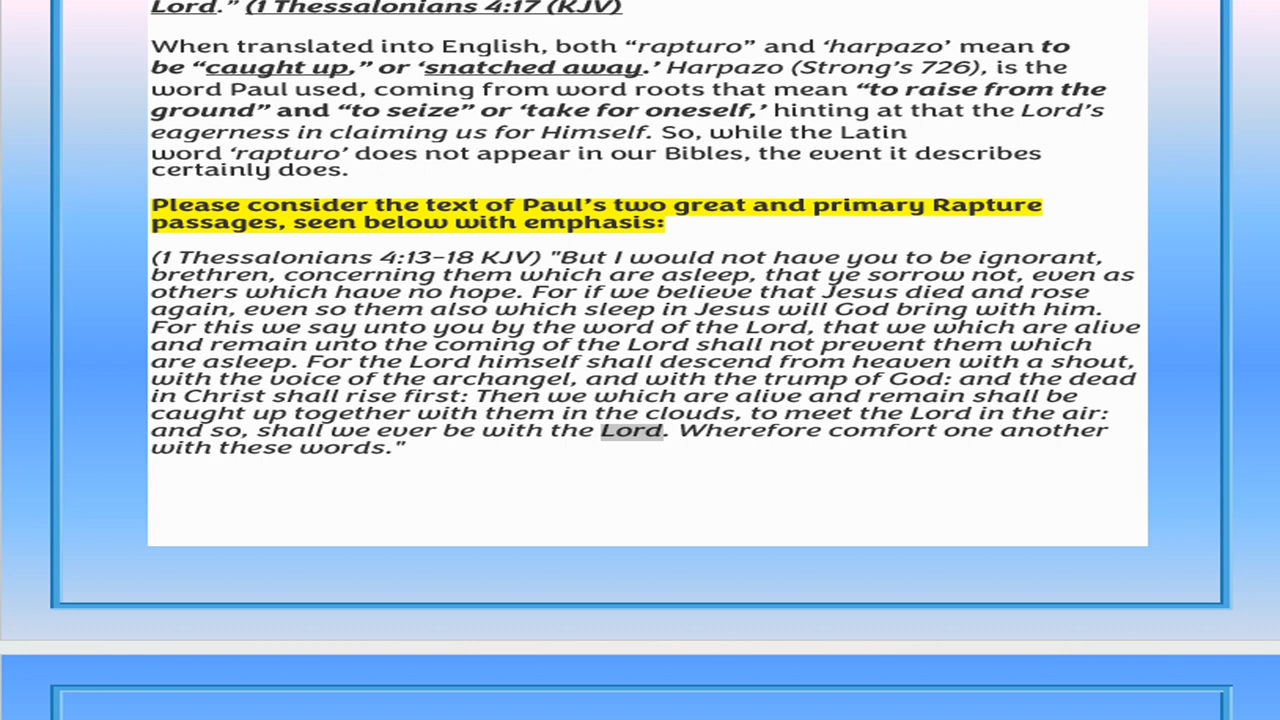 Lord.” (1 Thessalonians 4:17 (KJV)
When translated into English, both “rapturo” and ‘harpazo’ mean to
be “caught up,” or ‘snatched away.’ Harpazo (Strong’s 726), is the
word Paul used, coming from word roots that mean “to raise from the
ground” and “to seize” or ‘take for oneself,’ hinting at that the Lord’s
eagerness in claiming us for Himself. So, while the Latin
word ‘rapturo’ does not appear in our Bibles, the event it describes
certainly does.
Please consider the text of Paul’s two great and primary Rapture
passages, seen below with emphasis:
(1 Thessalonians 4:13–18 KJV) "But I would not have you to be ignorant,
brethren, concerning them which are asleep, that ye sorrow not, even as
others which have no hope. For if we believe that Jesus died and rose
again, even so them also which sleep in Jesus will God bring with him.
For this we say unto you by the word of the Lord, that we which are alive
and remain unto the coming of the Lord shall not prevent them which
are asleep. For the Lord himself shall descend from heaven with a shout,
with the voice of the archangel, and with the trump of God: and the dead
in Christ shall rise first: Then we which are alive and remain shall be
caught up together with them in the clouds, to meet the Lord in the air:
and so, shall we ever be with the Lord. Wherefore comfort one another
with these words."